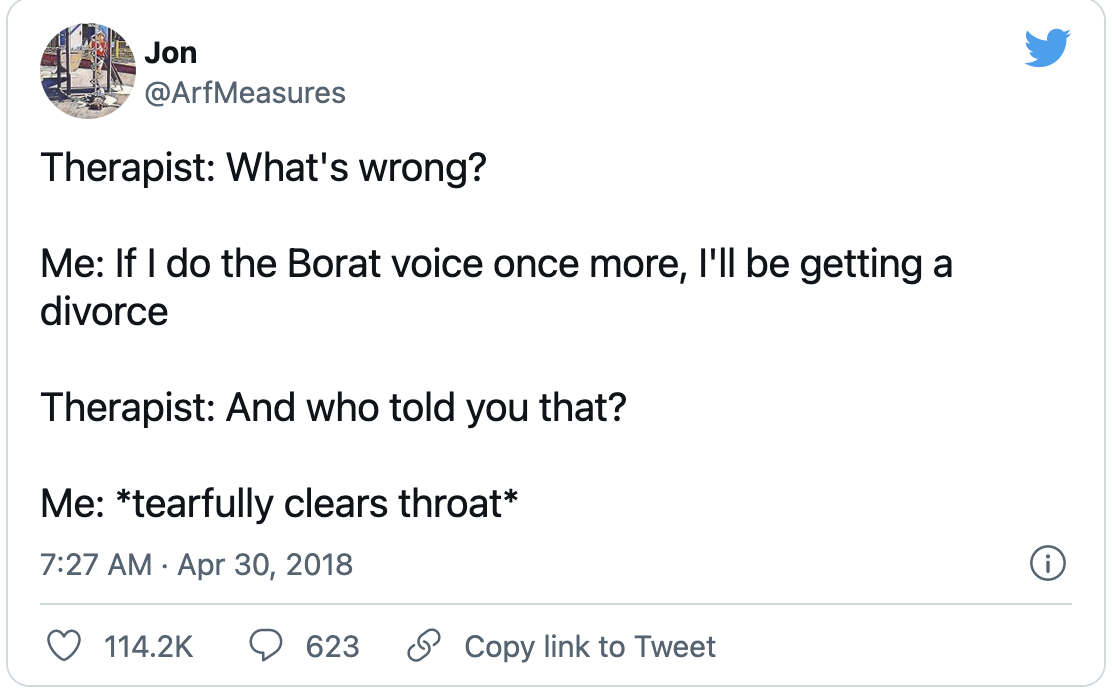 Jon
@ArfMeasures
Therapist: What's wrong?
Me: If I do the Borat voice once more, I'll be getting a
divorce
Therapist: And who told you that?
Me: *tearfully clears throat*
7:27 AM · Apr 30, 2018
114.2K 623 Copy link to Tweet